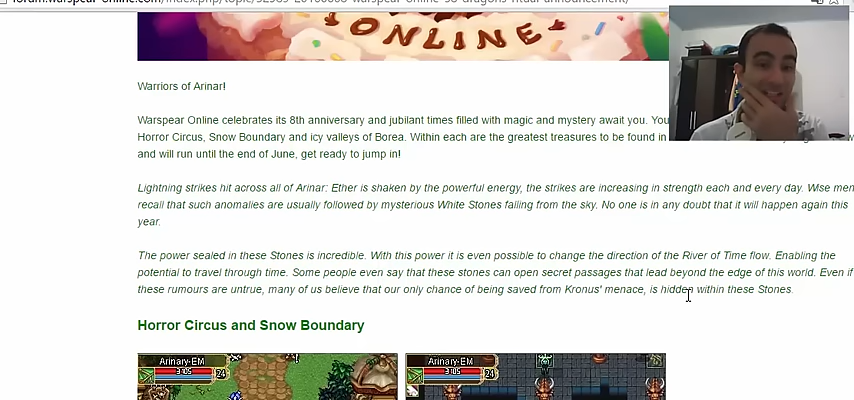 ONLINE
Warriors of Arinar!
Warspear Online celebrates its 8th anniversary and jubilant times filled with magic and mystery await you. You
Horror Circus, Snow Boundary and icy valleys of Borea. Within each are the greatest treasures to be found in
and will run until the end of June, get ready to jump in!
Lightning strikes hit across all of Arinar: Ether is shaken by the powerful energy, the strikes are increasing in strength each and every day. Wise men
recall that such anomalies are usually followed by mysterious White Stones falling from the sky. No one is in any doubt that it will happen again this
year.
The power sealed in these Stones is incredible. With this power it is even possible to change the direction of the River of Time flow. Enabling the
potential to travel through time. Some people even say that these stones can open secret passages that lead beyond the edge of this world. Even if
these rumours are untrue, many of us believe that our only chance of being saved from Kronus' menace, is hidden within these Stones.
Horror Circus and Snow Boundary
Arinary-EM Arinary-EM
3105 24 3105 24